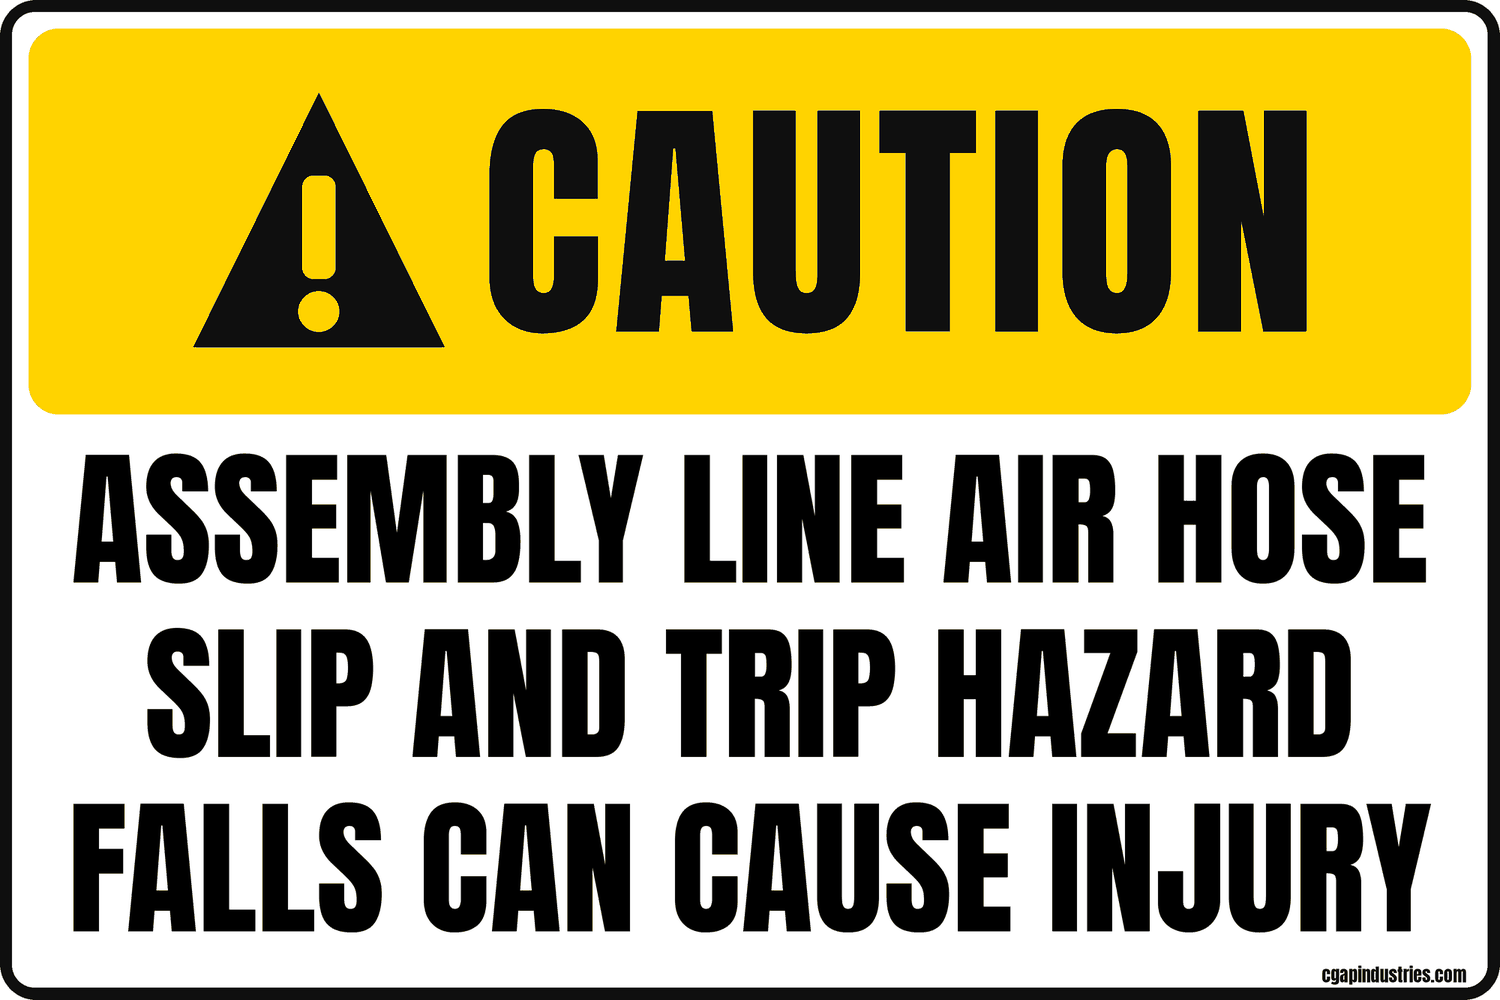 CAUTION
ASSEMBLY LINE AIR HOSE
SLIP AND TRIP HAZARD
FALLS CAN CAUSE INJURY
cgapindustries.com